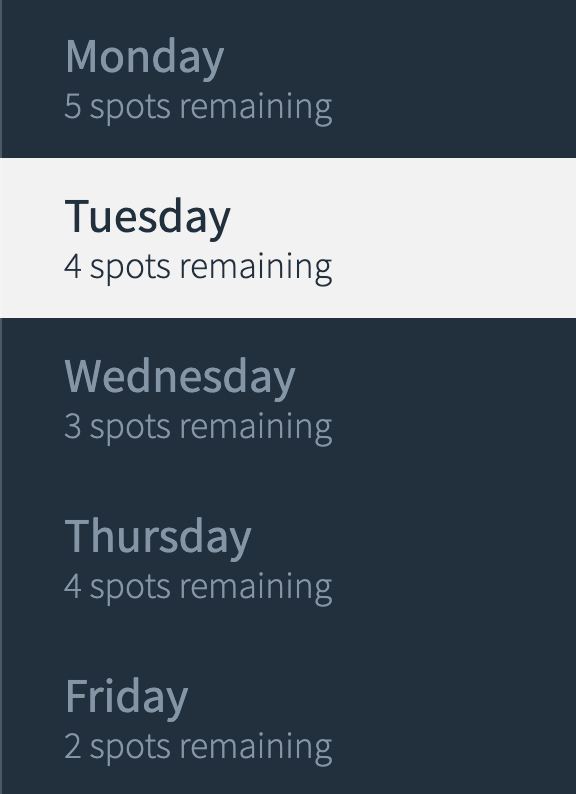 Monday
5 spots remaining
Tuesday
4 spots remaining
Wednesday
3 spots remaining
Thursday
4 spots remaining
Friday
2 spots remaining